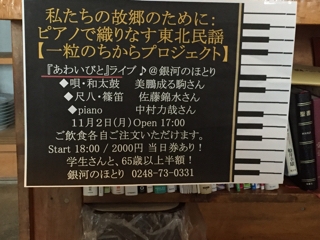 私たちの故郷のために:
ピアノで織りなす東北民謡
【一粒のちからプロジェクト】
『あわいびと』ライブ♪@銀河のほとり
◆唄・和太鼓 美鵬成る駒さん
◆尺八・篠笛 佐藤錦水さん
◆piano 中村力哉さん
11月2日(月) Open 17:00
ご飲食各自ご注文いただけます。
Start 18:00 / 2000円 当日券あり！
学生さんと、65歳以上半額！
銀河のほとり 0248-73-0331